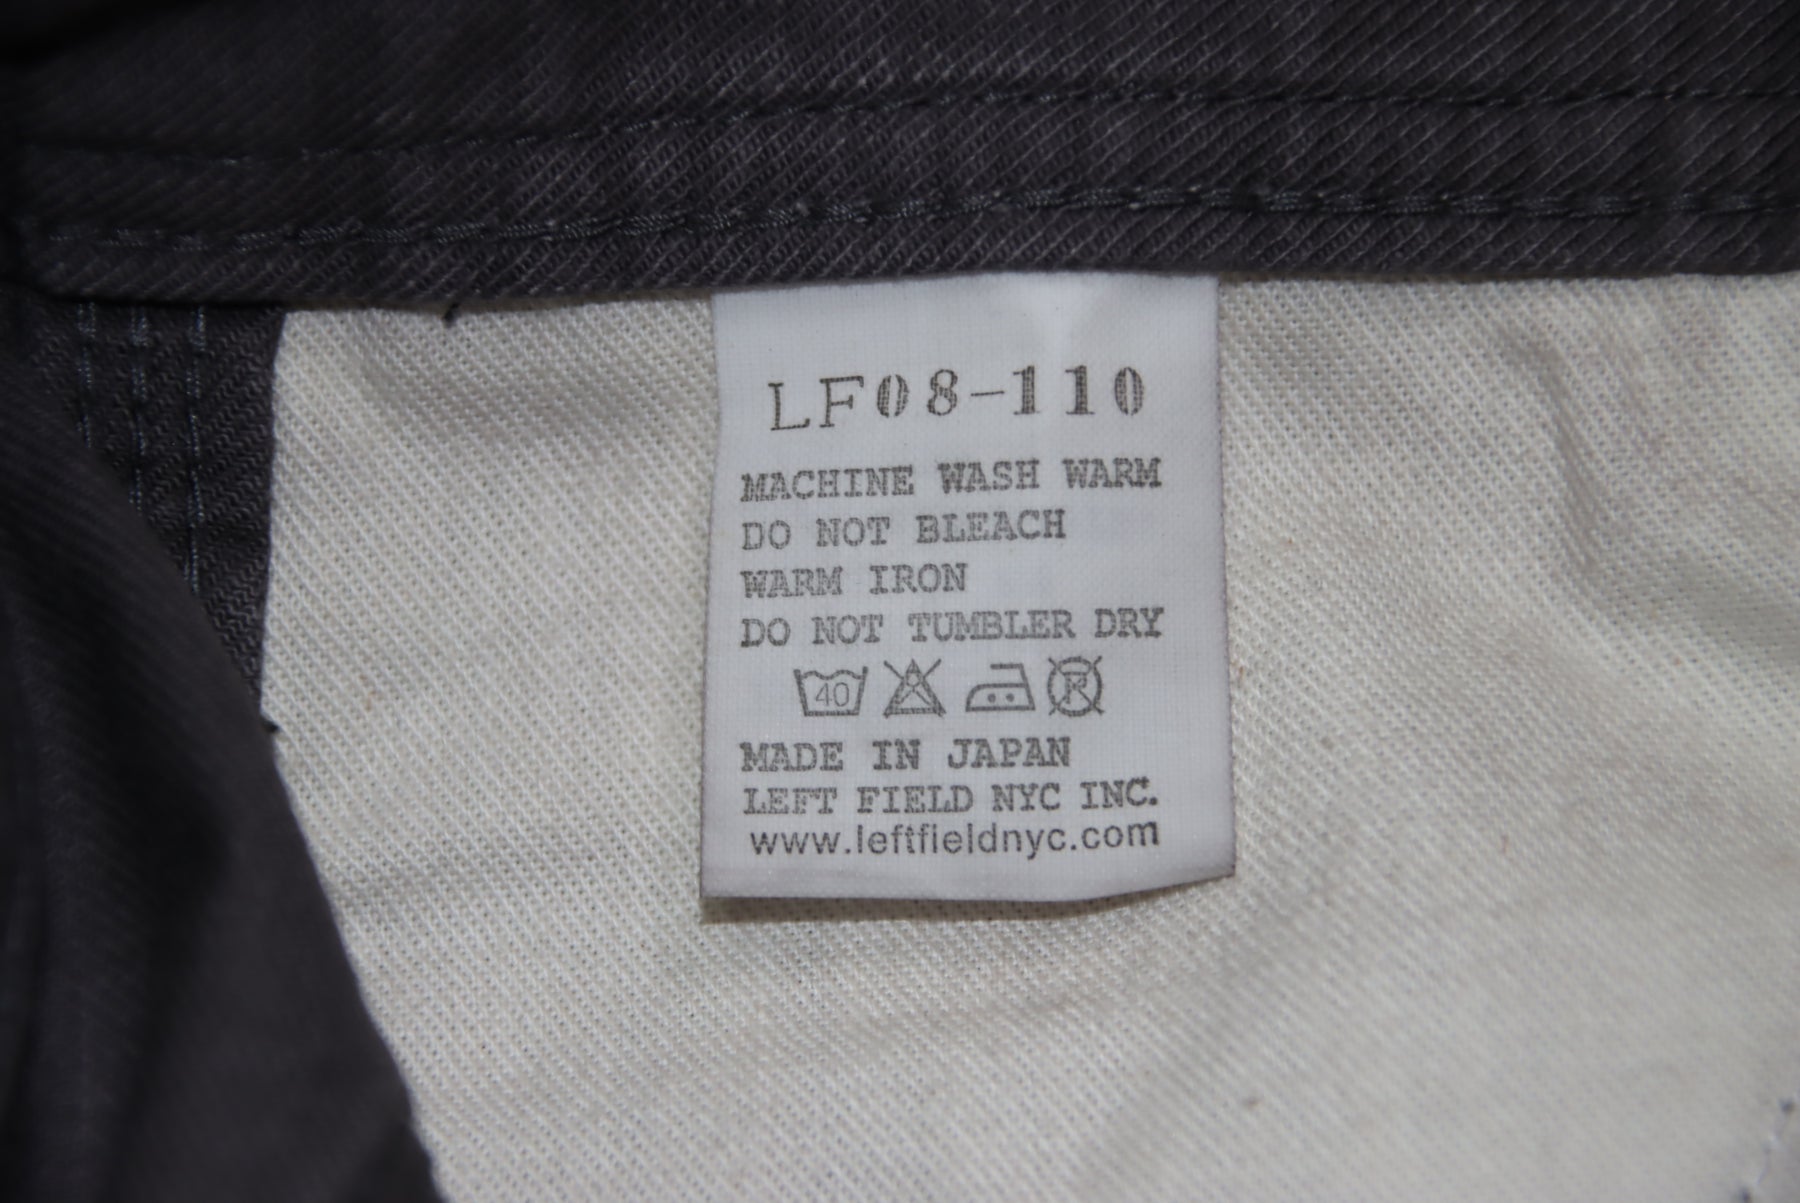 LF08-110
MACHINE WASH WARM
DO NOT BLEACH
WARM IRON
DO NOT TUMBLER DRY
40
MADE IN JAPAN
LEFT FIELD NYC INC.
www.leftfieldnyc.com